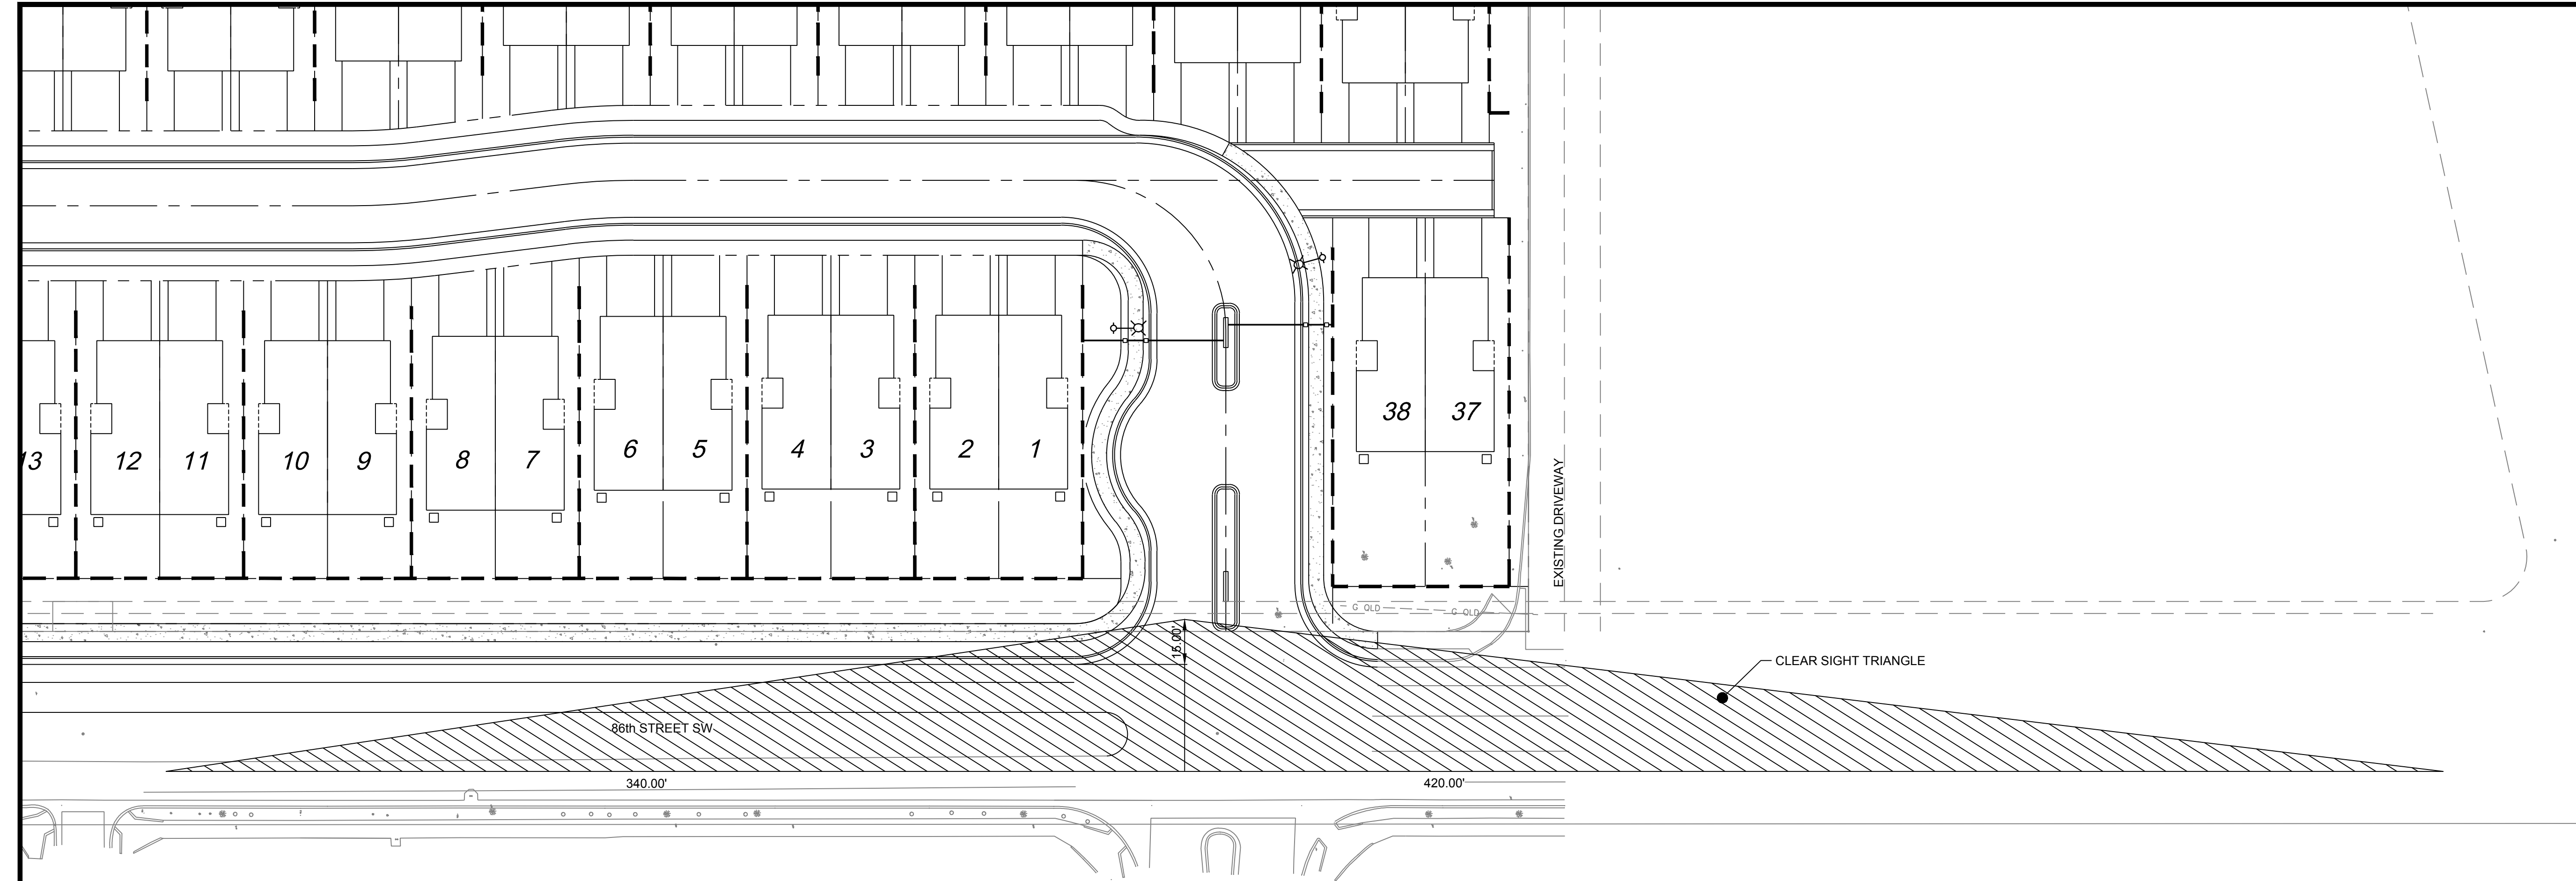 13 12 11 10 9 8 7 6 5 4 3 2 1 38 37
EXISTING DRIVEWAY
G OLD G OLD
15.00'
CLEAR SIGHT TRIANGLE
86th STREET SW
340.00' 420.00'